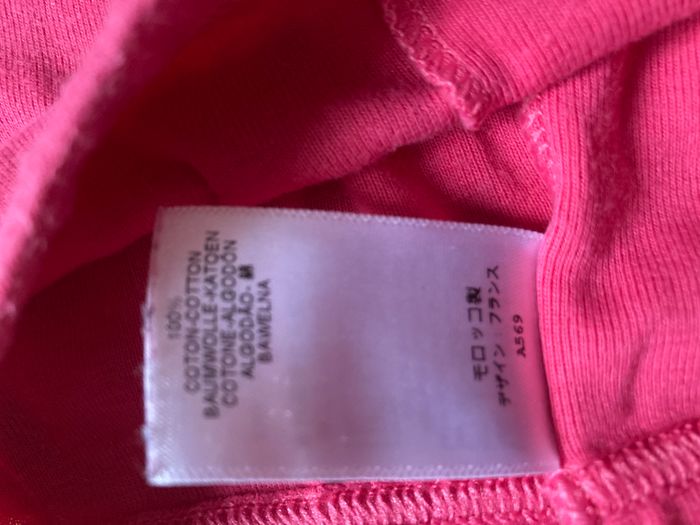 100%
COTON-COTTON
BAUMWOLLE-KATOEN
COTONE-ALGODÓN
ALGODÃO-綿
BAWEŁNA
モロッコ製
デザイン：フランス
A569